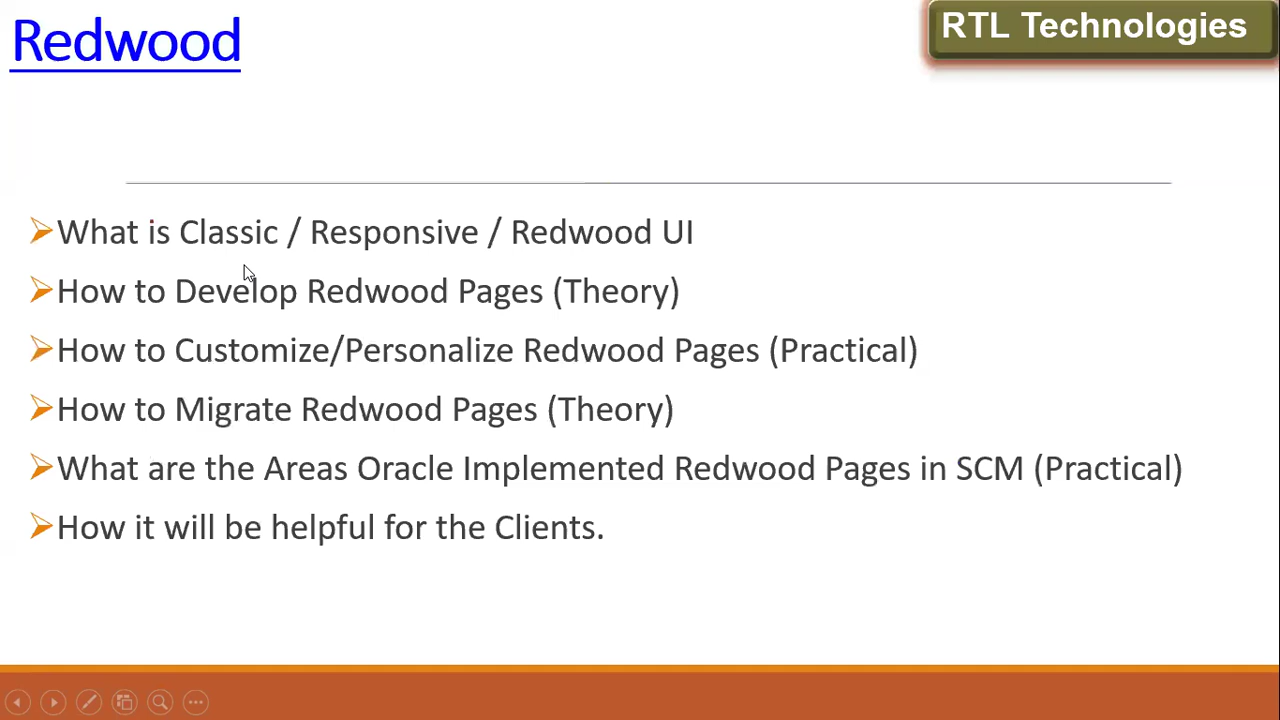 Redwood
RTL Technologies
What is Classic / Responsive / Redwood UI
How to Develop Redwood Pages (Theory)
How to Customize/Personalize Redwood Pages (Practical)
How to Migrate Redwood Pages (Theory)
What are the Areas Oracle Implemented Redwood Pages in SCM (Practical)
How it will be helpful for the Clients.